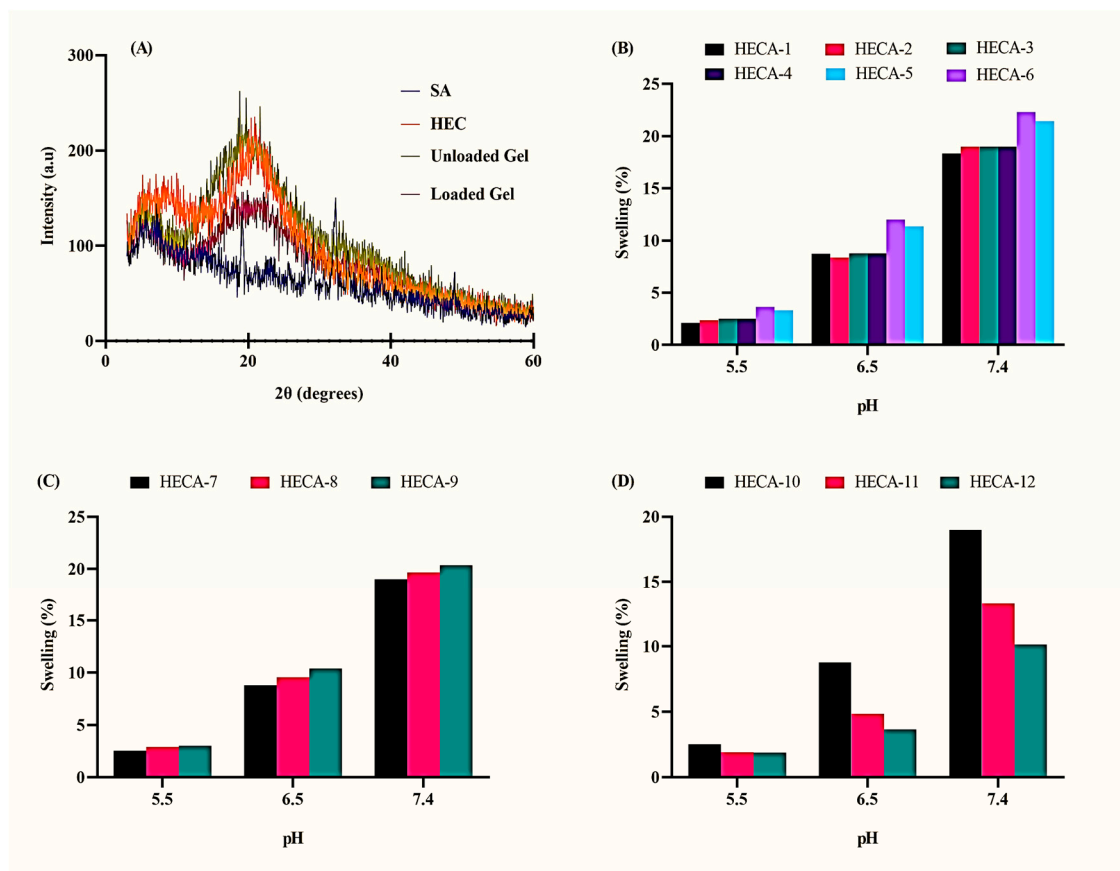 (A)
300
200
100
0
Intensity (a.u)
SA
HEC
Unloaded Gel
Loaded Gel
0 20 40 60
2θ (degrees)
(B)
HECA-1 HECA-2 HECA-3
HECA-4 HECA-5 HECA-6
25
20
15
10
5
0
Swelling (%)
5.5 6.5 7.4
pH
(C)
HECA-7 HECA-8 HECA-9
25
20
15
10
5
0
Swelling (%)
5.5 6.5 7.4
pH
(D)
HECA-10 HECA-11 HECA-12
20
15
10
5
0
Swelling (%)
5.5 6.5 7.4
pH